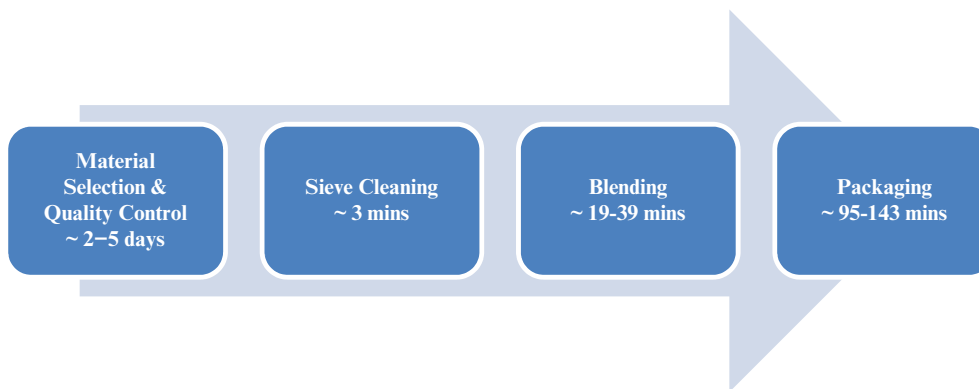 Material
Selection &
Quality Control
~ 2−5 days
Sieve Cleaning
~ 3 mins
Blending
~ 19-39 mins
Packaging
~ 95-143 mins